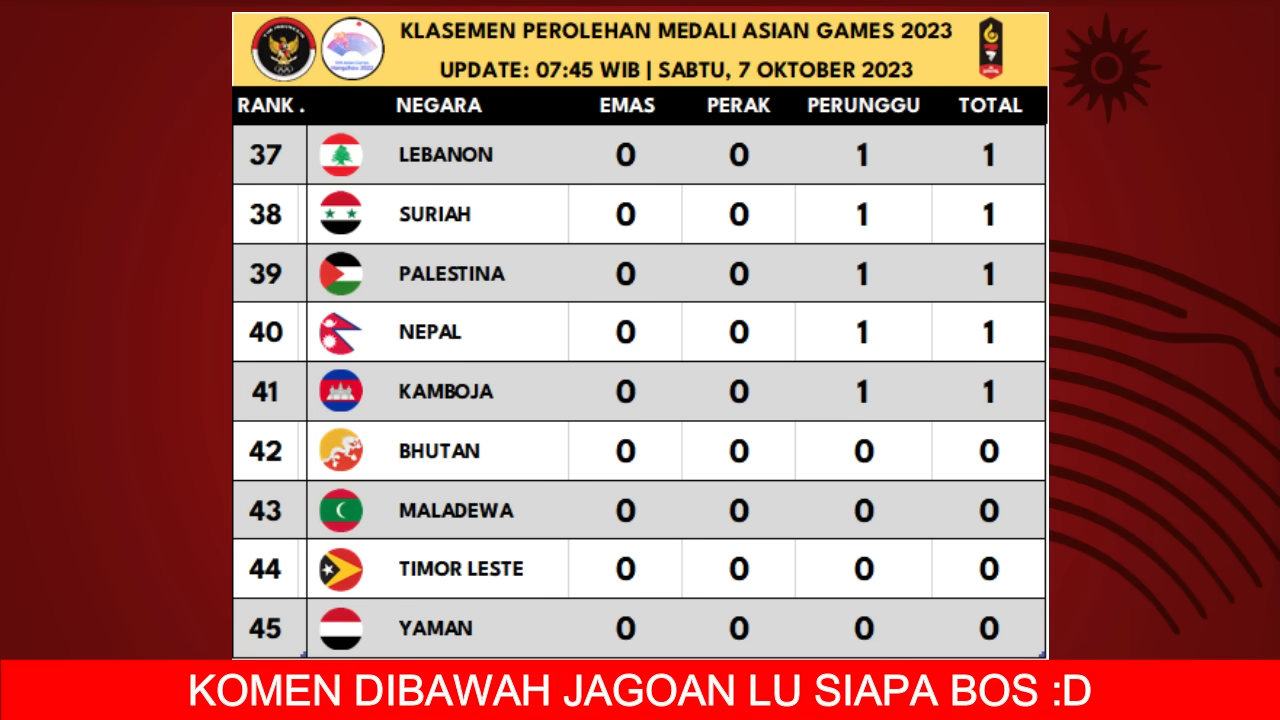 KLASEMEN PEROLEHAN MEDALI ASIAN GAMES 2023
UPDATE: 07:45 WIB | SABTU, 7 OKTOBER 2023
RANK . NEGARA EMAS PERAK PERUNGGU TOTAL
37 LEBANON 0 0 1 1
38 SURIAH 0 0 1 1
39 PALESTINA 0 0 1 1
40 NEPAL 0 0 1 1
41 KAMBOJA 0 0 1 1
42 BHUTAN 0 0 0 0
43 MALADEWA 0 0 0 0
44 TIMOR LESTE 0 0 0 0
45 YAMAN 0 0 0 0
KOMEN DIBAWAH JAGOAN LU SIAPA BOS :D